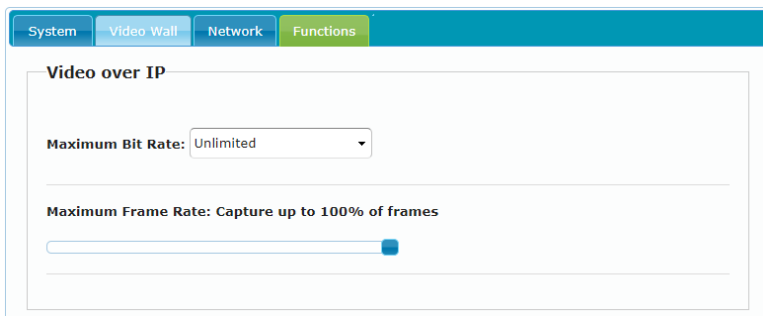 System Video Wall Network Functions
Video over IP
Maximum Bit Rate: Unlimited
Maximum Frame Rate: Capture up to 100% of frames